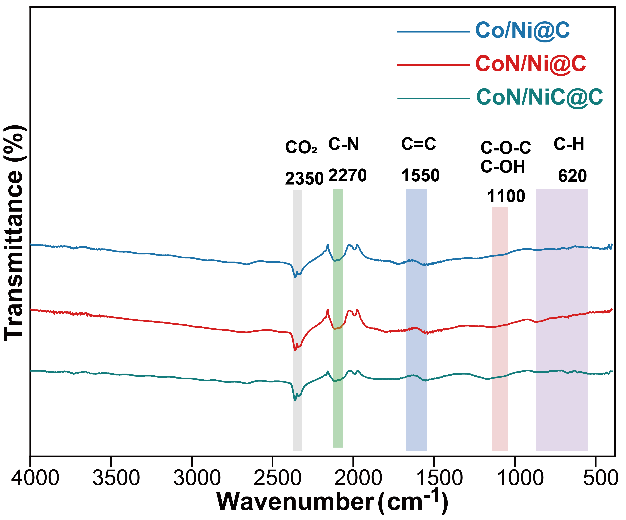 Co/Ni@C
CoN/Ni@C
CoN/NiC@C
CO₂
2350
C-N
2270
C=C
1550
C-O-C
C-OH
1100
C-H
620
Transmittance (%)
4000 3500 3000 2500 2000 1500 1000 500
Wavenumber (cm⁻¹)